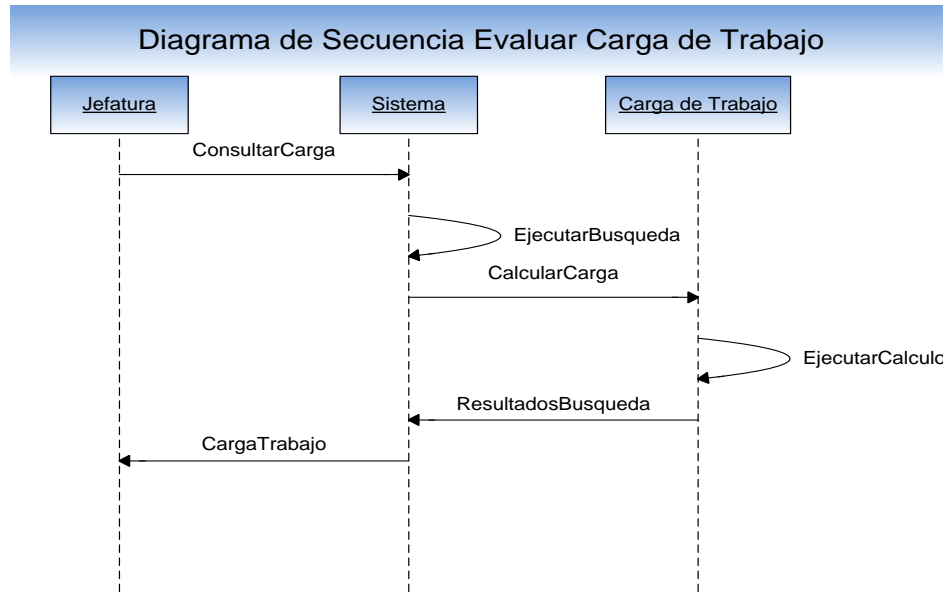 Diagrama de Secuencia Evaluar Carga de Trabajo
Jefatura
Sistema
Carga de Trabajo
ConsultarCarga
EjecutarBusqueda
CalcularCarga
EjecutarCalculo
ResultadosBusqueda
CargaTrabajo